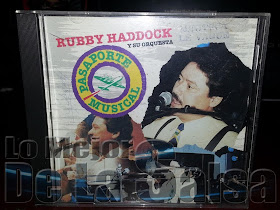 RUBBY HADDOCK
Y SU ORQUESTA
PASAPORTE
MUSICAL
Lo Mejor
De La Salsa